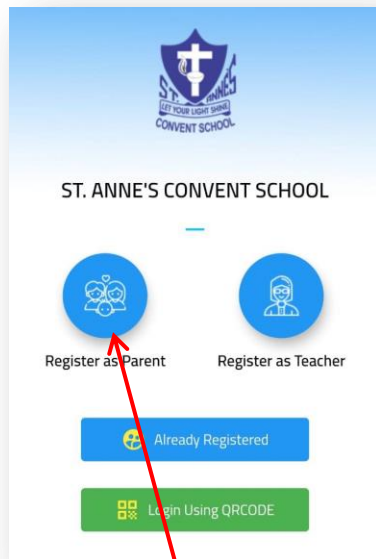 ST. ANNE'S
LET YOUR LIGHT SHINE
CONVENT SCHOOL
ST. ANNE'S CONVENT SCHOOL
Register as Parent Register as Teacher
Already Registered
Login Using QRCODE